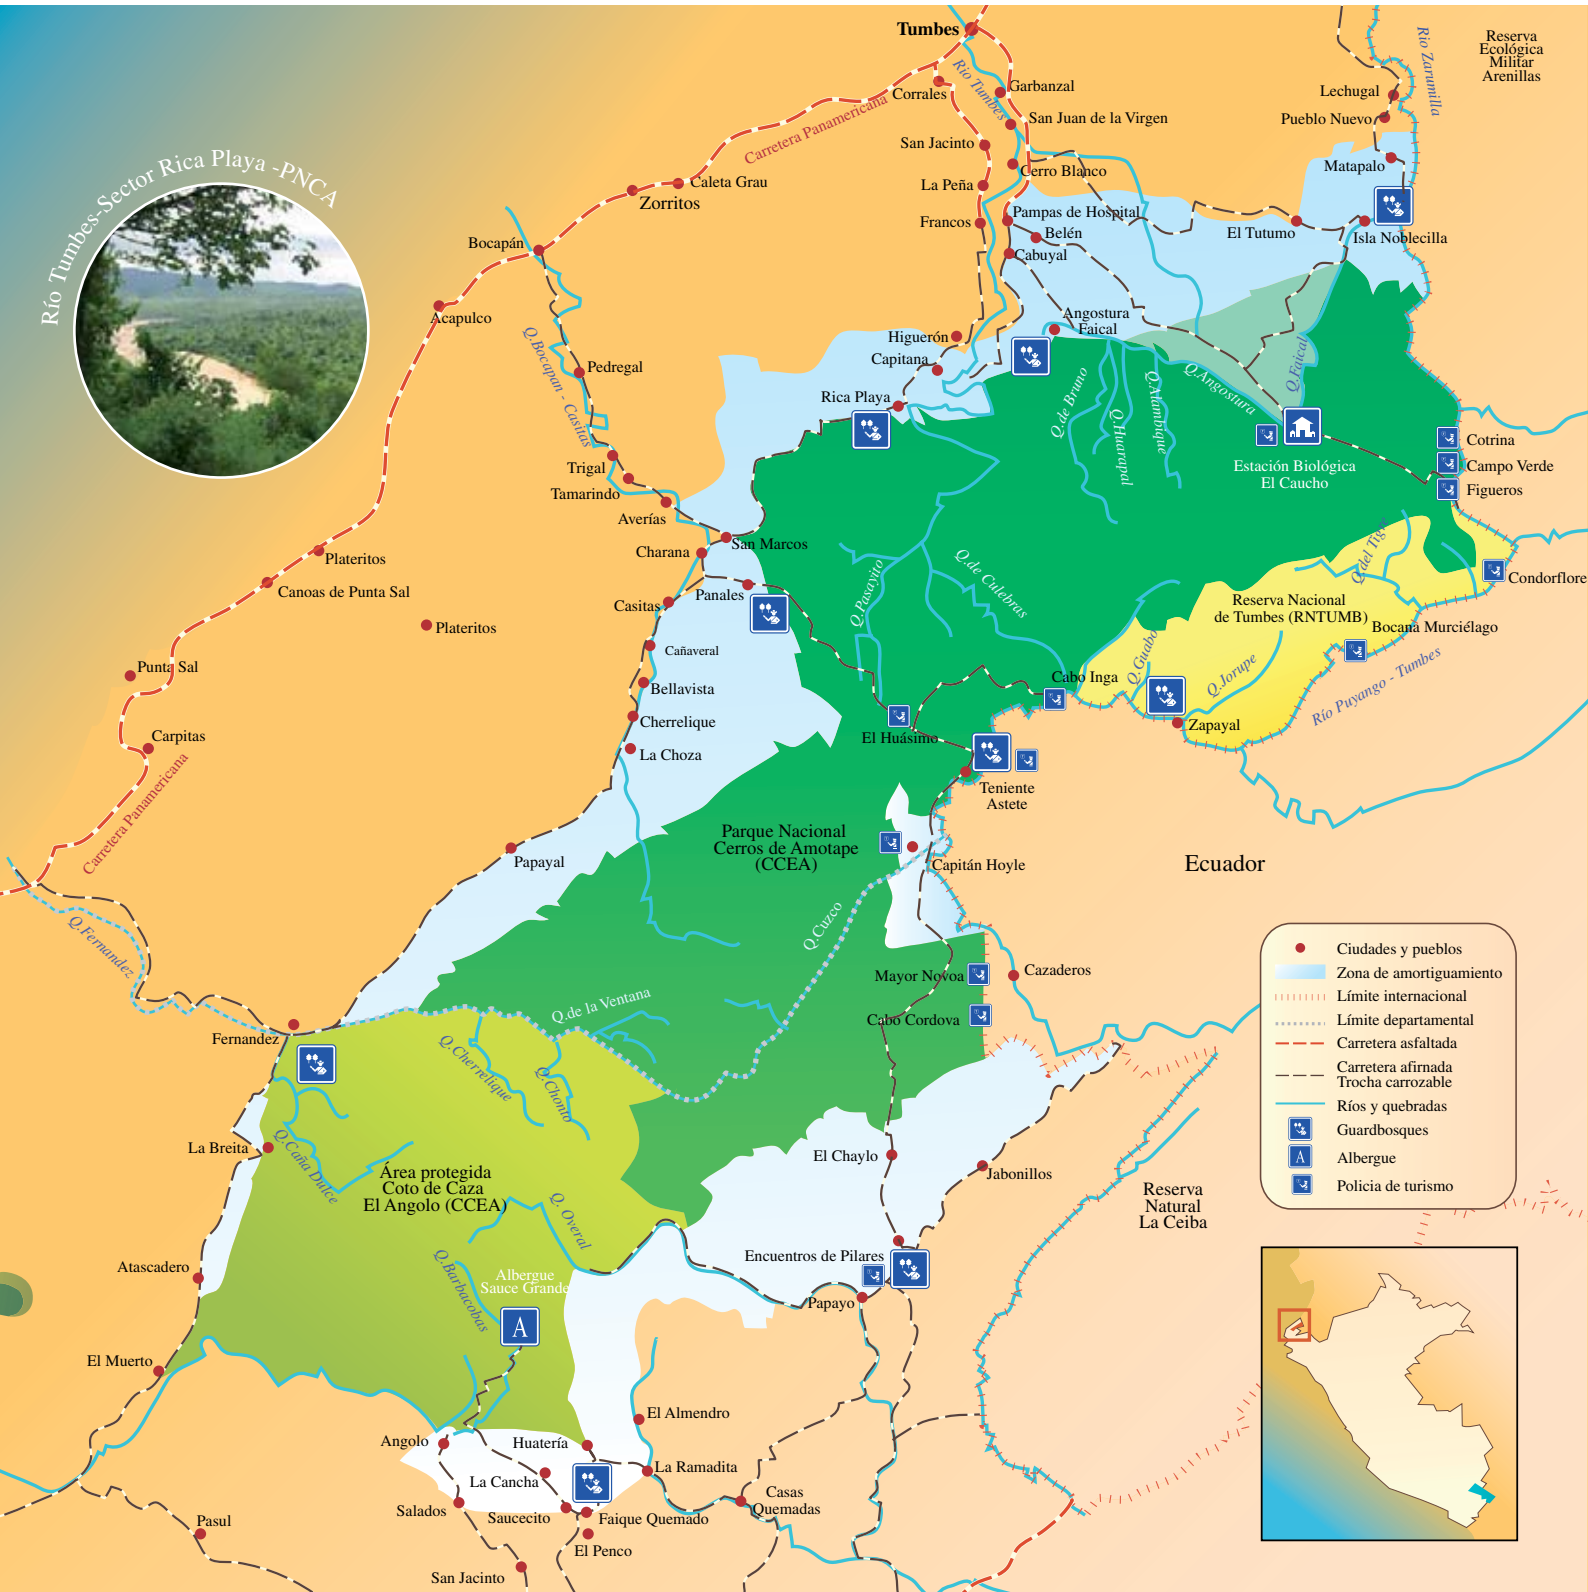 Tumbes
Reserva
Ecológica
Militar
Arenillas
Rio Zarumilla
Rio Tumbes
Corrales
Garbanzal
Lechugal
Pueblo Nuevo
San Juan de la Virgen
Carretera Panamericana
San Jacinto
Cerro Blanco
Matapalo
La Peña
Caleta Grau
Zorritos
Río Tumbes-Sector Rica Playa -PNCA
Francos
Pampas de Hospital
Belén
El Tutumo
Isla Noblecilla
Bocapán
Cabuyal
Acapulco
Angostura
Faical
Higuerón
Capitana
Q.Bocapan - Casitas
Pedregal
Rica Playa
Q.de Bruno
Q.Huarapal
Q.Alambique
Q.Angostura
Q.Faical
Cotrina
Campo Verde
Figueros
Estación Biológica
El Caucho
Trigal
Tamarindo
Averías
San Marcos
Charana
Plateritos
Canoas de Punta Sal
Q.Pasayito
Q.de Culebras
Q.del Tigre
Condorflore
Panales
Casitas
Reserva Nacional
de Tumbes (RNTUMB)
Bocana Murciélago
Plateritos
Cañaveral
Punta Sal
Bellavista
Cabo Inga
Q.Guabo
Q.Jorupe
Río Puyango - Tumbes
Cherrelique
El Huásimo
Zapayal
Carpitas
La Choza
Carretera Panamericana
Teniente
Astete
Parque Nacional
Cerros de Amotape
(CCEA)
Papayal
Capitán Hoyle
Ecuador
Q.Fernandez
Q.Cuzco
Mayor Novoa
Cazaderos
Cabo Cordova
Q.de la Ventana
Fernandez
Q.Cherrelique
Q.Chonto
Ciudades y pueblos
Zona de amortiguamiento
Límite internacional
Límite departamental
Carretera asfaltada
Carretera afirnada
Trocha carrozable
Ríos y quebradas
Guardbosques
A
Albergue
Policia de turismo
La Breita
Q.Caña Dulce
El Chaylo
Jabonillos
Área protegida
Coto de Caza
El Angolo (CCEA)
Reserva
Natural
La Ceiba
Q. Overal
Encuentros de Pilares
Atascadero
Q.Barbacobas
Albergue
Sauce Grande
A
Papayo
El Muerto
El Almendro
Angolo
Huatería
La Cancha
La Ramadita
Casas
Quemadas
Salados
Saucecito
Faique Quemado
Pasul
El Penco
San Jacinto